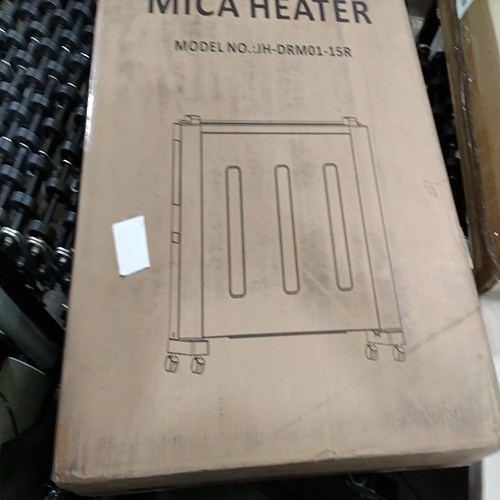 MICA HEATER
MODEL NO.:JH-DRM01-15R